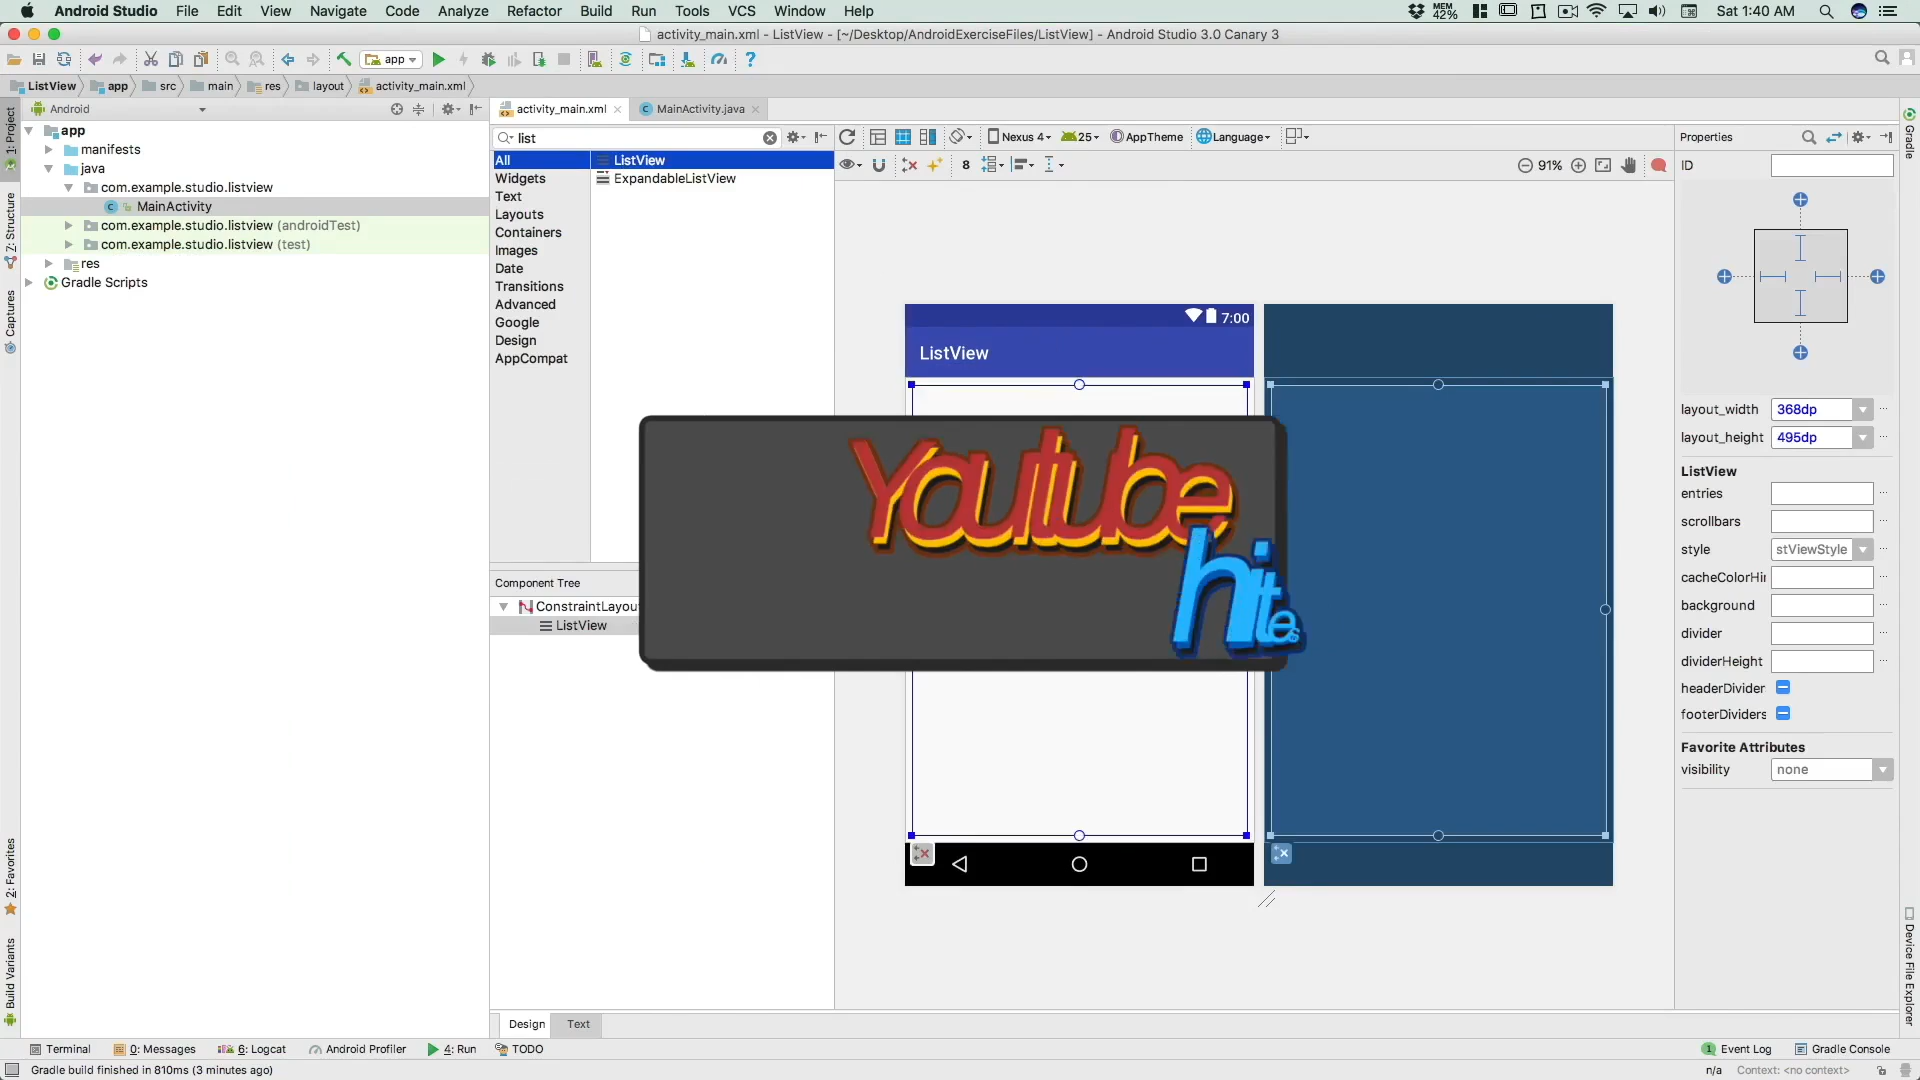 Android Studio File Edit View Navigate Code Analyze Refactor Build Run Tools VCS Window Help MEM 42% Sat 1:40 AM
activity_main.xml - ListView - [~/Desktop/AndroidExerciseFiles/ListView] - Android Studio 3.0 Canary 3
app
ListView app src main res layout activity_main.xml
Android
activity_main.xml MainActivity.java
1: Project
Z: Structure
Captures
2: Favorites
Build Variants
app
manifests
java
com.example.studio.listview
MainActivity
com.example.studio.listview (androidTest)
com.example.studio.listview (test)
res
Gradle Scripts
list
All
Widgets
Text
Layouts
Containers
Images
Date
Transitions
Advanced
Google
Design
AppCompat
ListView
ExpandableListView
Component Tree
ConstraintLayou
ListView
Nexus 4 25 AppTheme Language
8
91%
7:00
ListView
Youtube
hites
Properties
ID
layout_width 368dp
layout_height 495dp
ListView
entries
scrollbars
style stViewStyle
cacheColorHi
background
divider
dividerHeight
headerDivider
footerDividers
Favorite Attributes
visibility none
Gradle
Device File Explorer
Design Text
Terminal 0: Messages 6: Logcat Android Profiler 4: Run TODO 1 Event Log Gradle Console
Gradle build finished in 810ms (3 minutes ago) n/a Context: <no context>